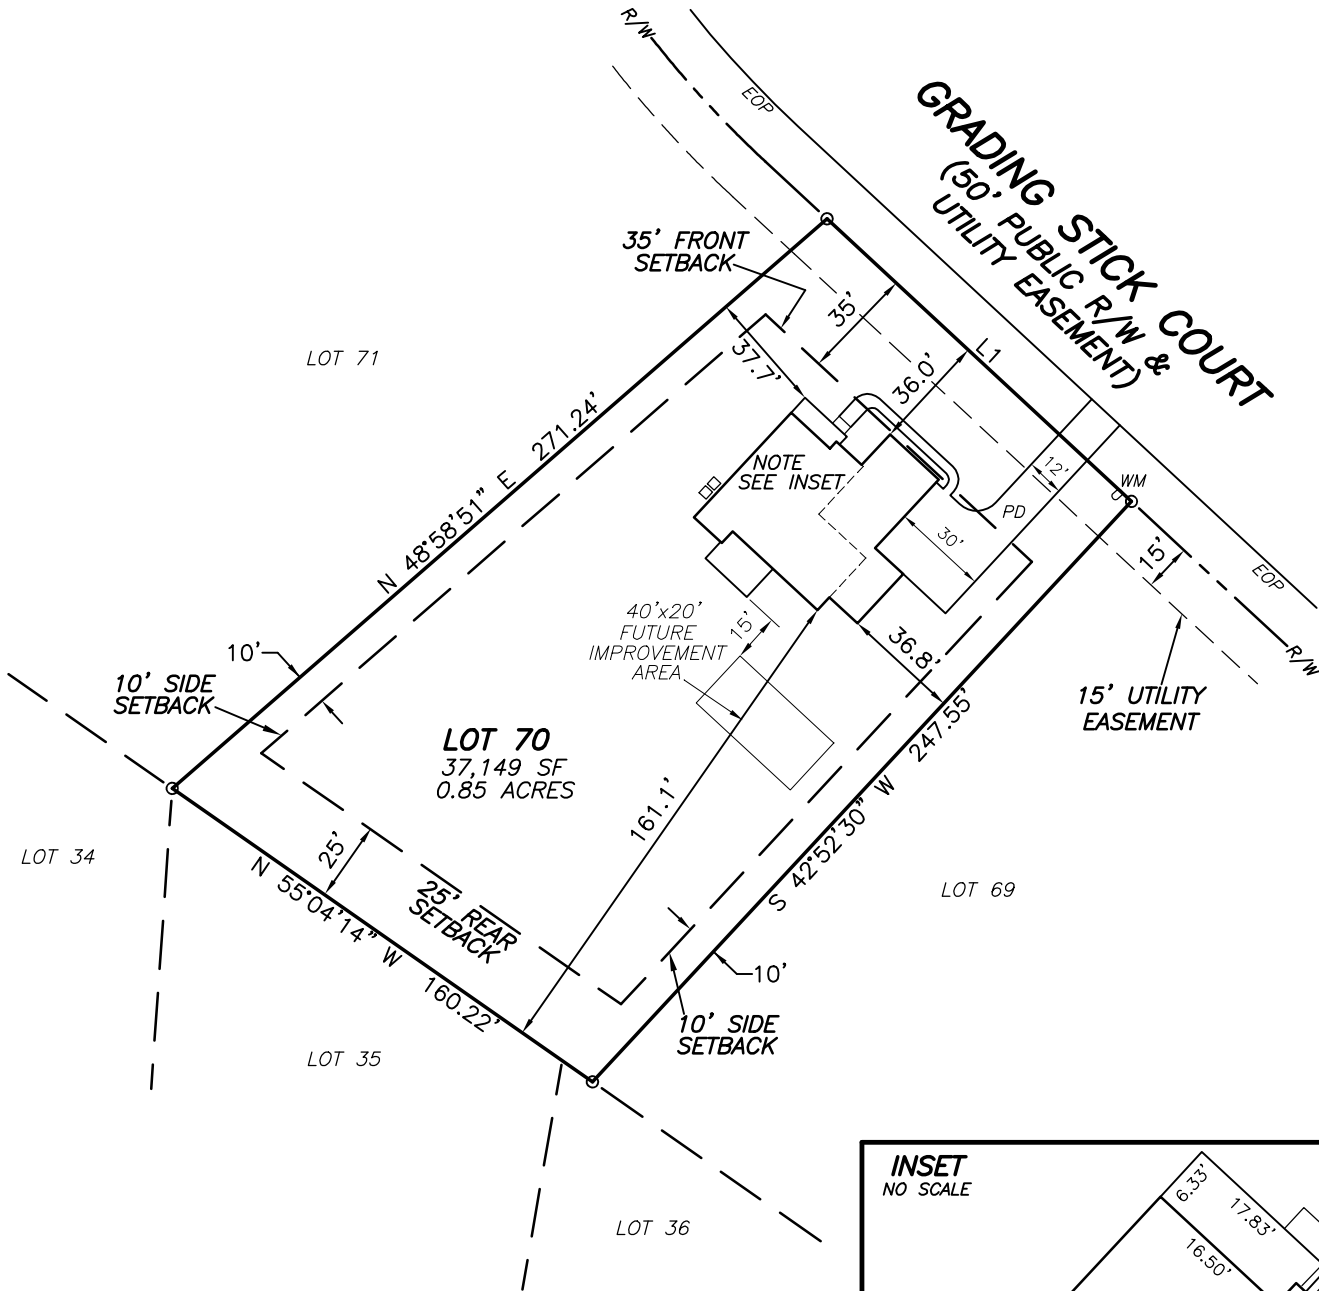 R/W
EOP
GRADING STICK COURT
(50' PUBLIC R/W &
UTILITY EASEMENT)
35' FRONT
SETBACK
35'
L1
LOT 71
37.7'
36.0'
N 48°58'51" E 271.24'
NOTE
SEE INSET
12'
WM
PD
30'
15'
EOP
R/W
40'x20'
FUTURE
IMPROVEMENT
AREA
15'
36.8'
10'
10' SIDE
SETBACK
15' UTILITY
EASEMENT
LOT 70
37,149 SF
0.85 ACRES
161.1'
S 42°52'30" W 247.55'
LOT 34
25'
N 55°04'14" W 160.22'
25' REAR
SETBACK
LOT 69
10'
10' SIDE
SETBACK
LOT 35
LOT 36
INSET
NO SCALE
6.33'
17.83'
16.50'